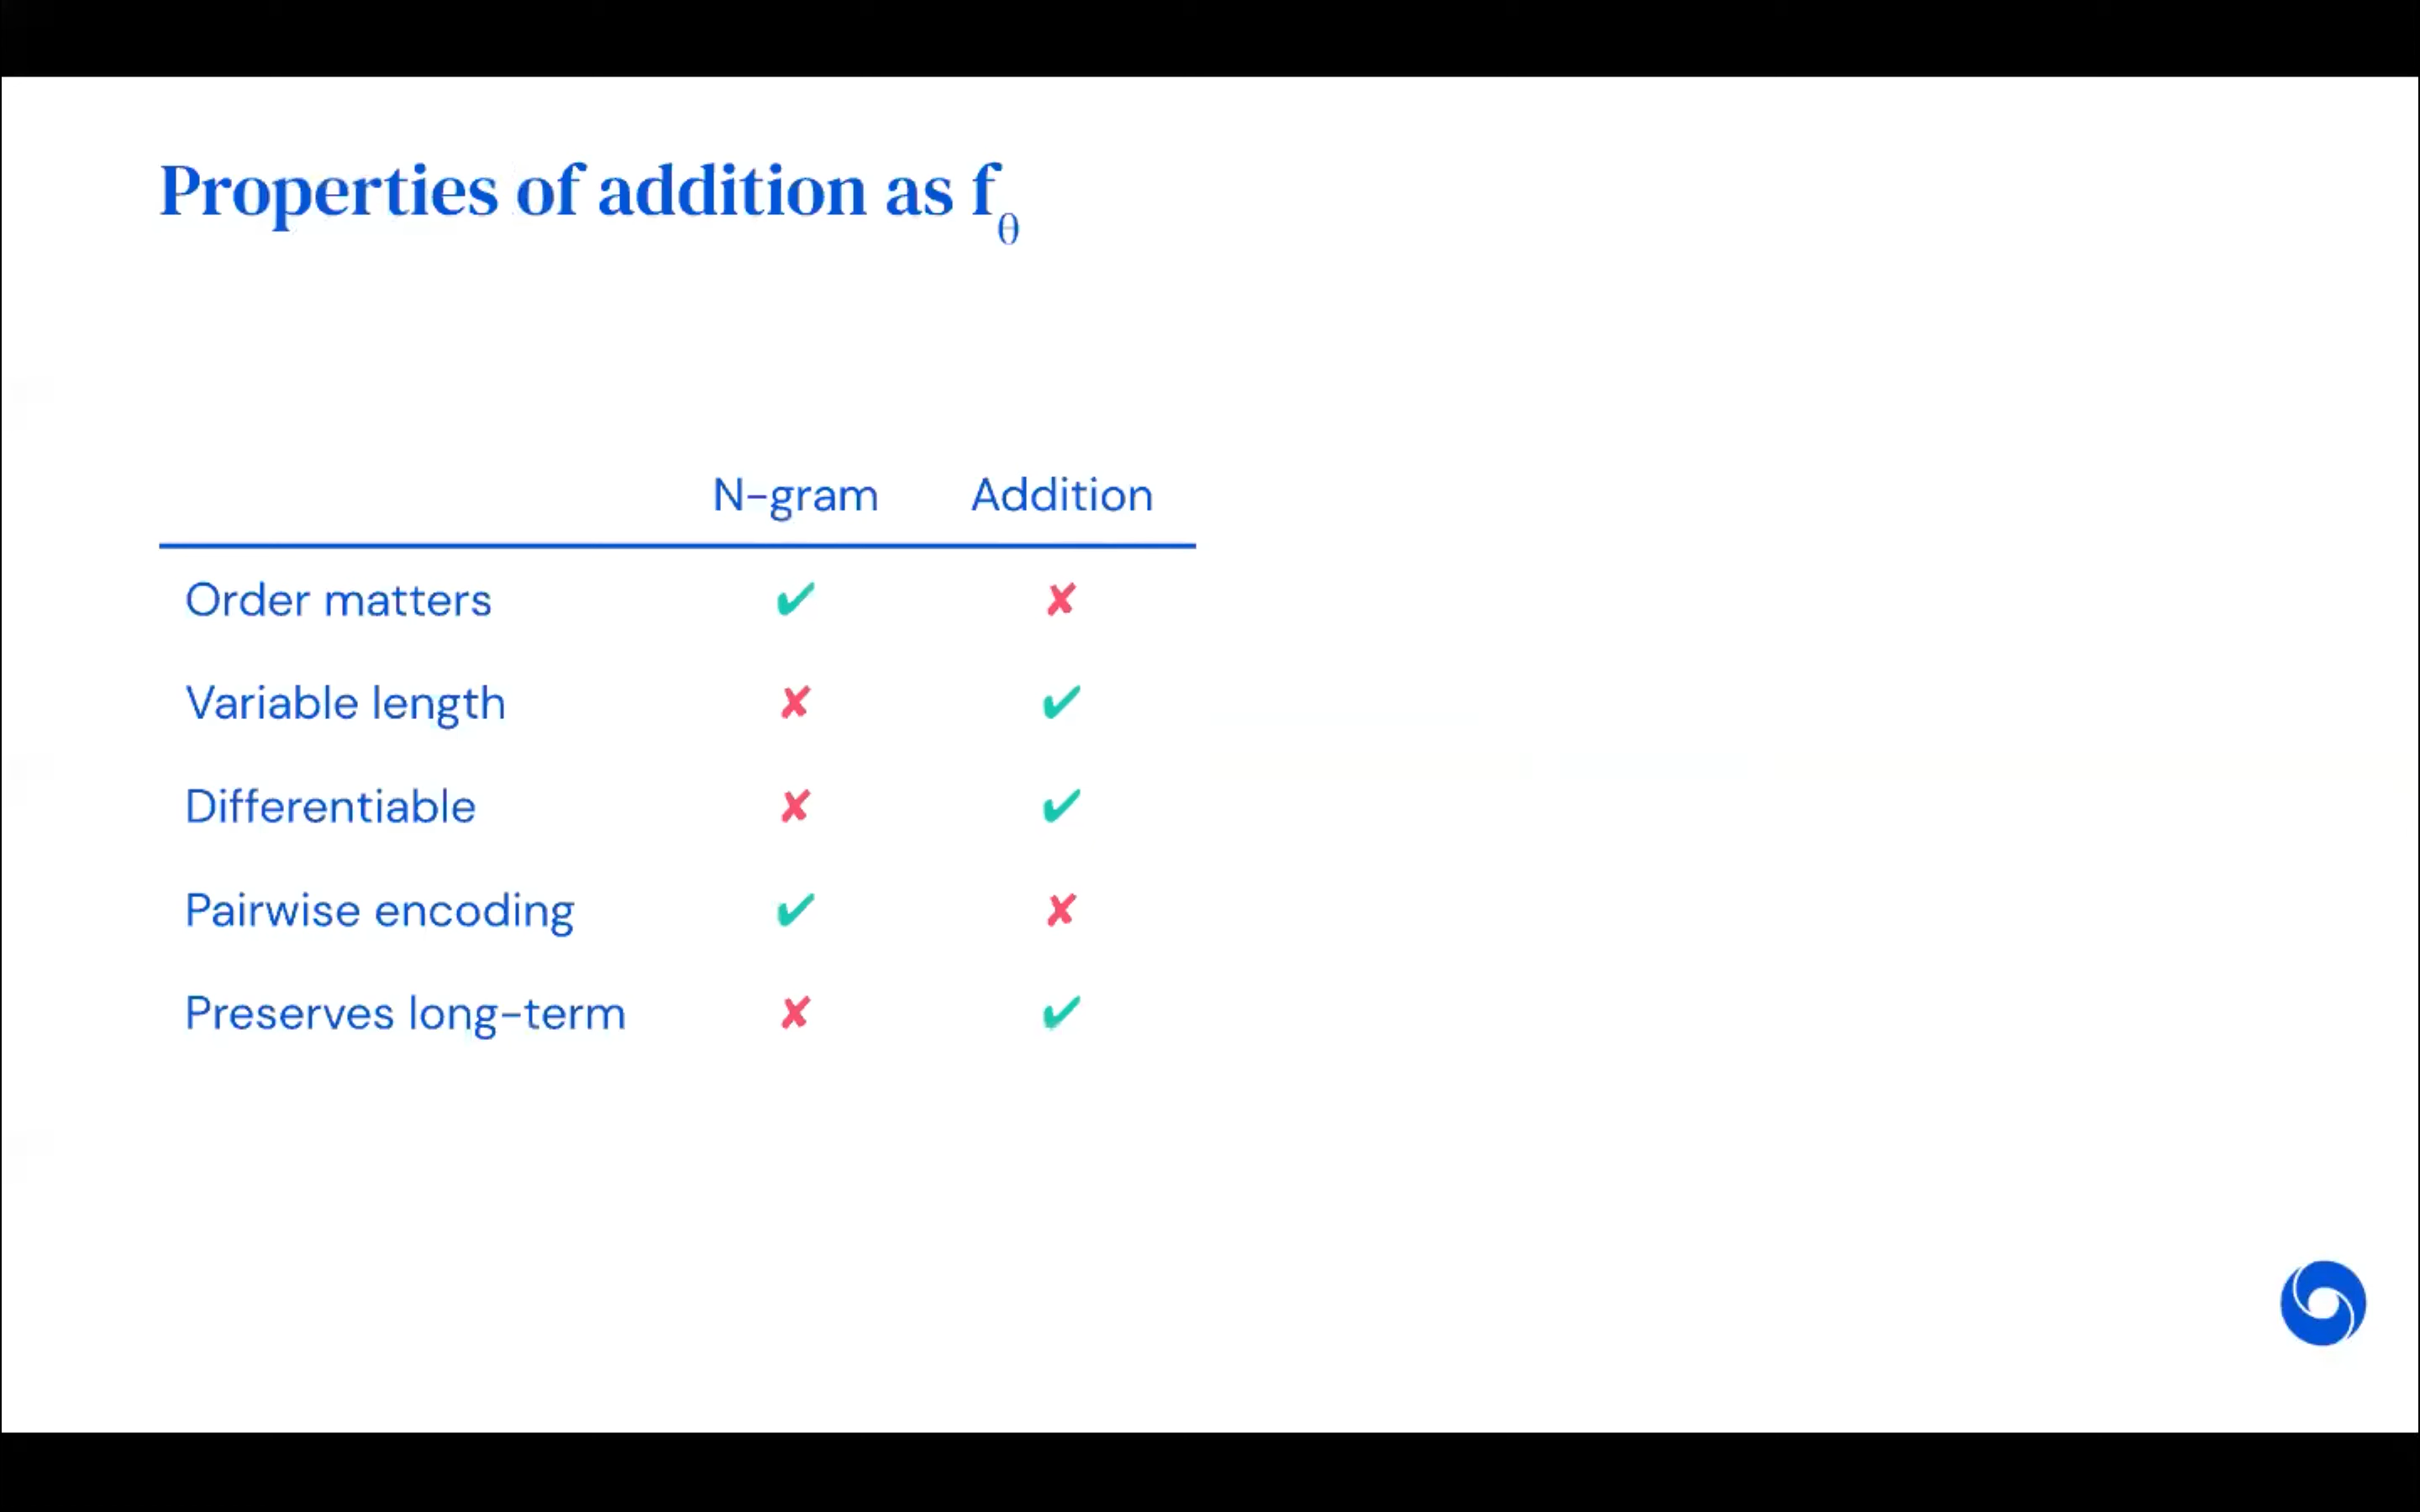 Properties of addition as fθ
N-gram Addition
Order matters ✔ ✘
Variable length ✘ ✔
Differentiable ✘ ✔
Pairwise encoding ✔ ✘
Preserves long-term ✘ ✔